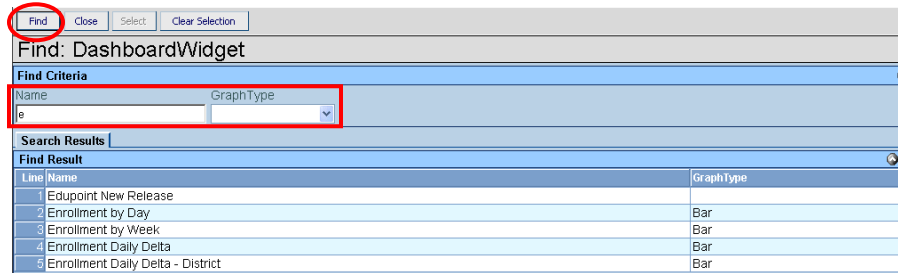 Find Close Select Clear Selection
Find: DashboardWidget
Find Criteria
Name GraphType
e
Search Results
Find Result
Line Name GraphType
1 Edupoint New Release
2 Enrollment by Day Bar
3 Enrollment by Week Bar
4 Enrollment Daily Delta Bar
5 Enrollment Daily Delta - District Bar